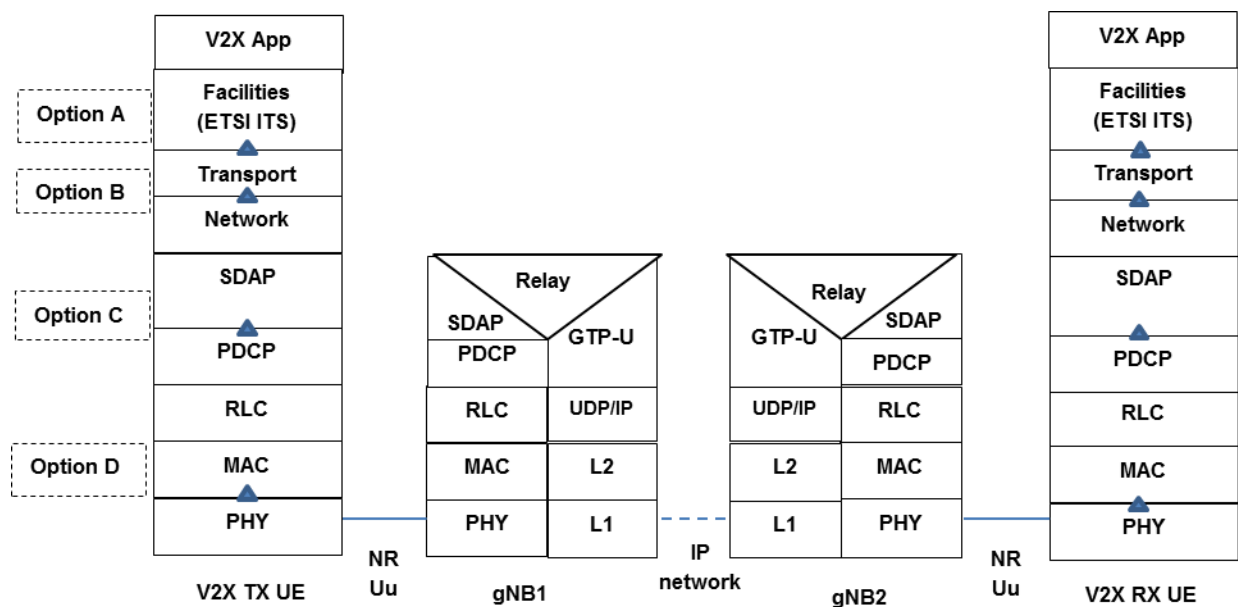 V2X App
Facilities
(ETSI ITS)
Transport
Network
SDAP
PDCP
RLC
MAC
PHY
V2X TX UE
Option A
Option B
Option C
Option D
NR
Uu
Relay
SDAP
PDCP
GTP-U
RLC
UDP/IP
MAC
L2
PHY
L1
gNB1
IP
network
Relay
GTP-U
SDAP
PDCP
UDP/IP
RLC
L2
MAC
L1
PHY
gNB2
NR
Uu
V2X App
Facilities
(ETSI ITS)
Transport
Network
SDAP
PDCP
RLC
MAC
PHY
V2X RX UE